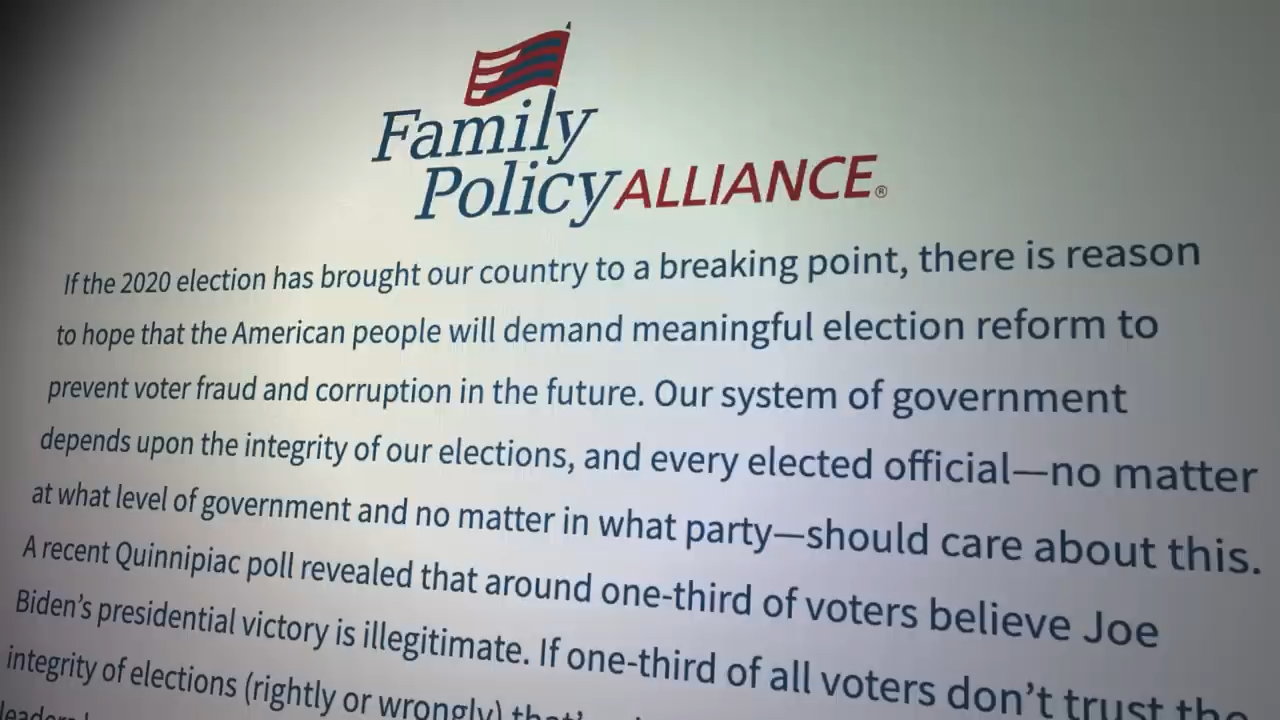 Family
Policy ALLIANCE®
If the 2020 election has brought our country to a breaking point, there is reason
to hope that the American people will demand meaningful election reform to
prevent voter fraud and corruption in the future. Our system of government
depends upon the integrity of our elections, and every elected official—no matter
at what level of government and no matter in what party—should care about this.
A recent Quinnipiac poll revealed that around one-third of voters believe Joe
Biden’s presidential victory is illegitimate. If one-third of all voters don’t trust the
integrity of elections (rightly or wrongly)